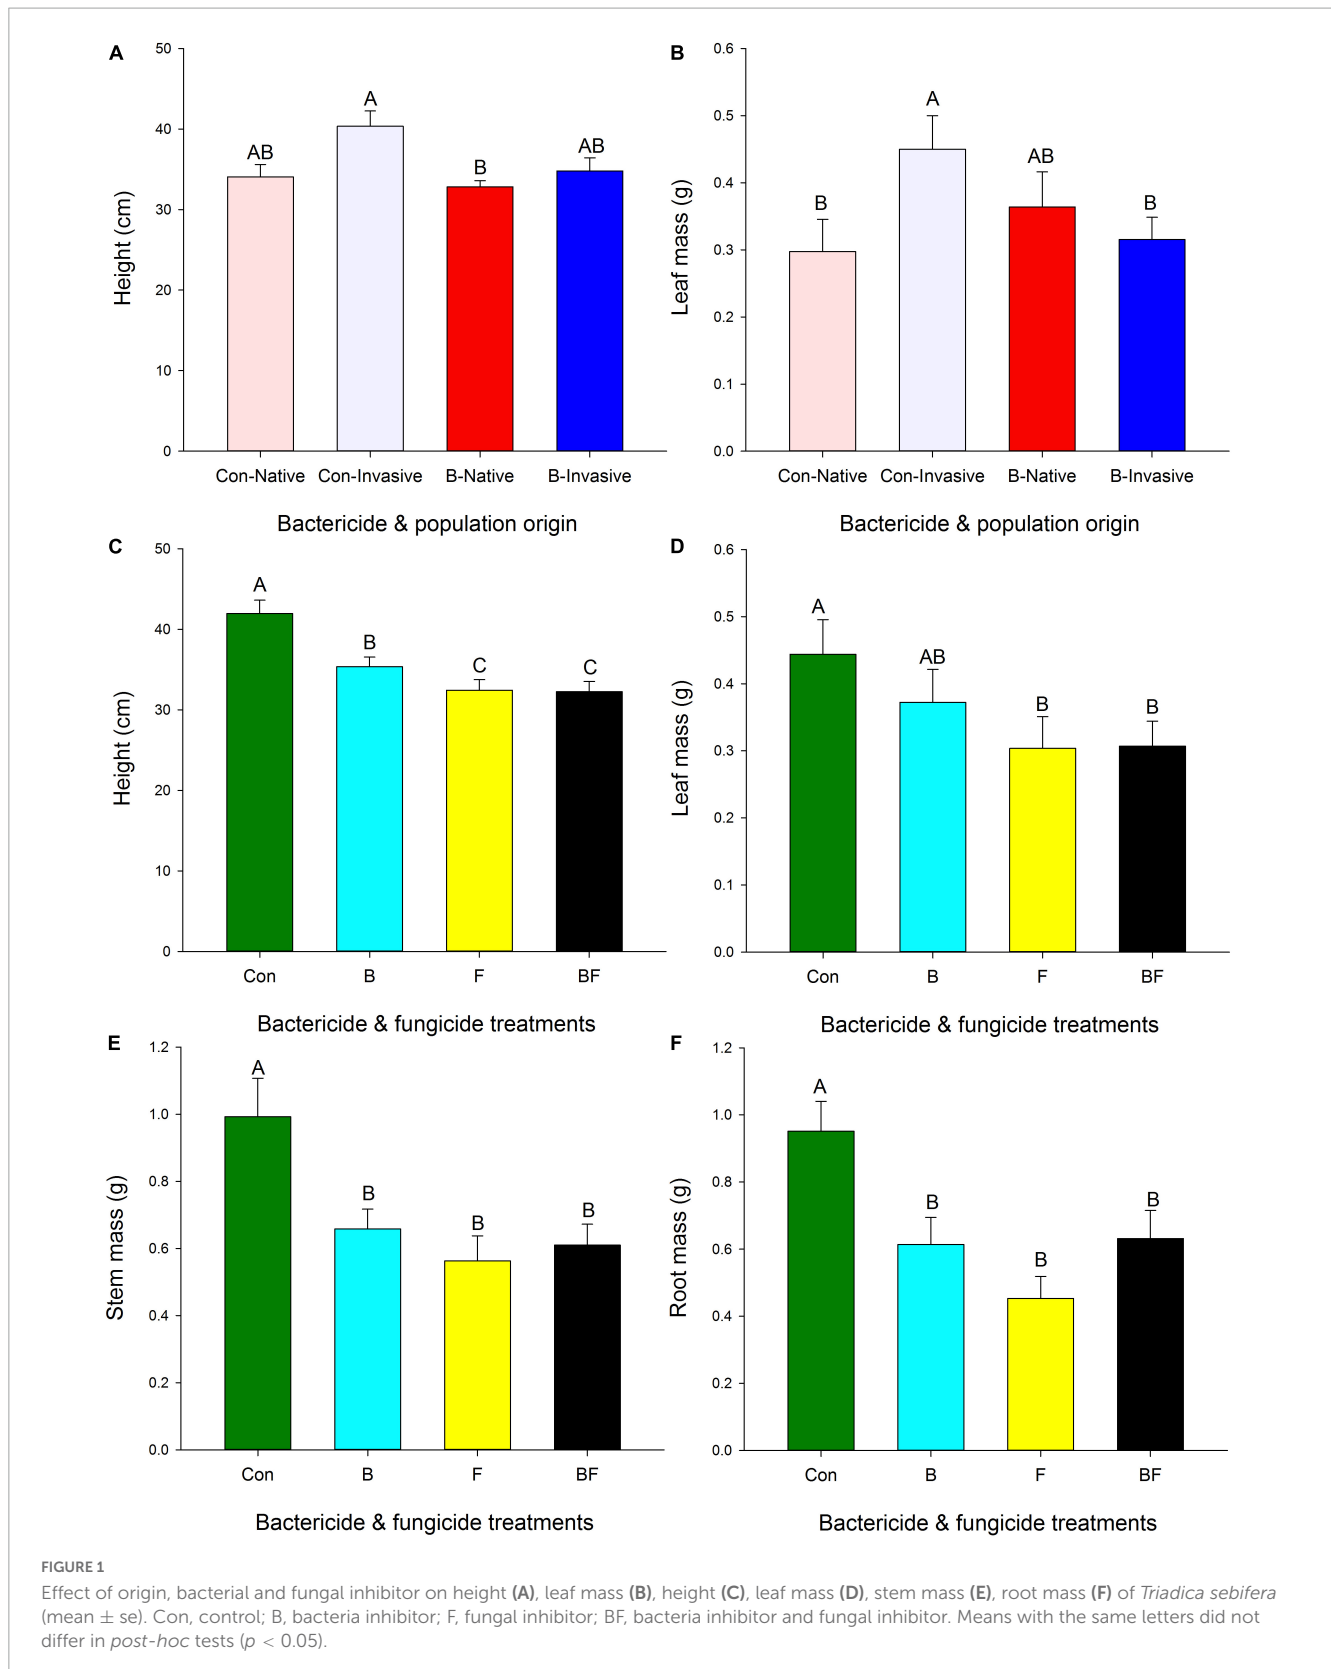 A
50
40
30
20
10
0
Height (cm)
AB
A
B
AB
Con-Native Con-Invasive B-Native B-Invasive
Bactericide & population origin
B
0.6
0.5
0.4
0.3
0.2
0.1
0.0
Leaf mass (g)
B
A
AB
B
Con-Native Con-Invasive B-Native B-Invasive
Bactericide & population origin
C
50
40
30
20
10
0
Height (cm)
A
B
C
C
Con B F BF
Bactericide & fungicide treatments
D
0.6
0.5
0.4
0.3
0.2
0.1
0.0
Leaf mass (g)
A
AB
B
B
Con B F BF
Bactericide & fungicide treatments
E
1.2
1.0
0.8
0.6
0.4
0.2
0.0
Stem mass (g)
A
B
B
B
Con B F BF
Bactericide & fungicide treatments
F
1.2
1.0
0.8
0.6
0.4
0.2
0.0
Root mass (g)
A
B
B
B
Con B F BF
Bactericide & fungicide treatments
FIGURE 1
Effect of origin, bacterial and fungal inhibitor on height (A), leaf mass (B), height (C), leaf mass (D), stem mass (E), root mass (F) of Triadica sebifera
(mean ± se). Con, control; B, bacteria inhibitor; F, fungal inhibitor; BF, bacteria inhibitor and fungal inhibitor. Means with the same letters did not
differ in post-hoc tests (p < 0.05).